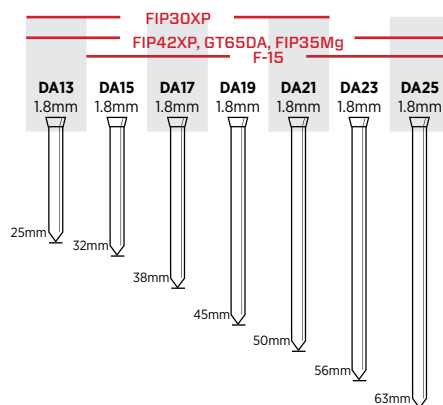 FIP30XP
FIP42XP, GT65DA, FIP35Mg
F-15
DA13 DA15 DA17 DA19 DA21 DA23 DA25
1.8mm 1.8mm 1.8mm 1.8mm 1.8mm 1.8mm 1.8mm
25mm
32mm
38mm
45mm
50mm
56mm
63mm